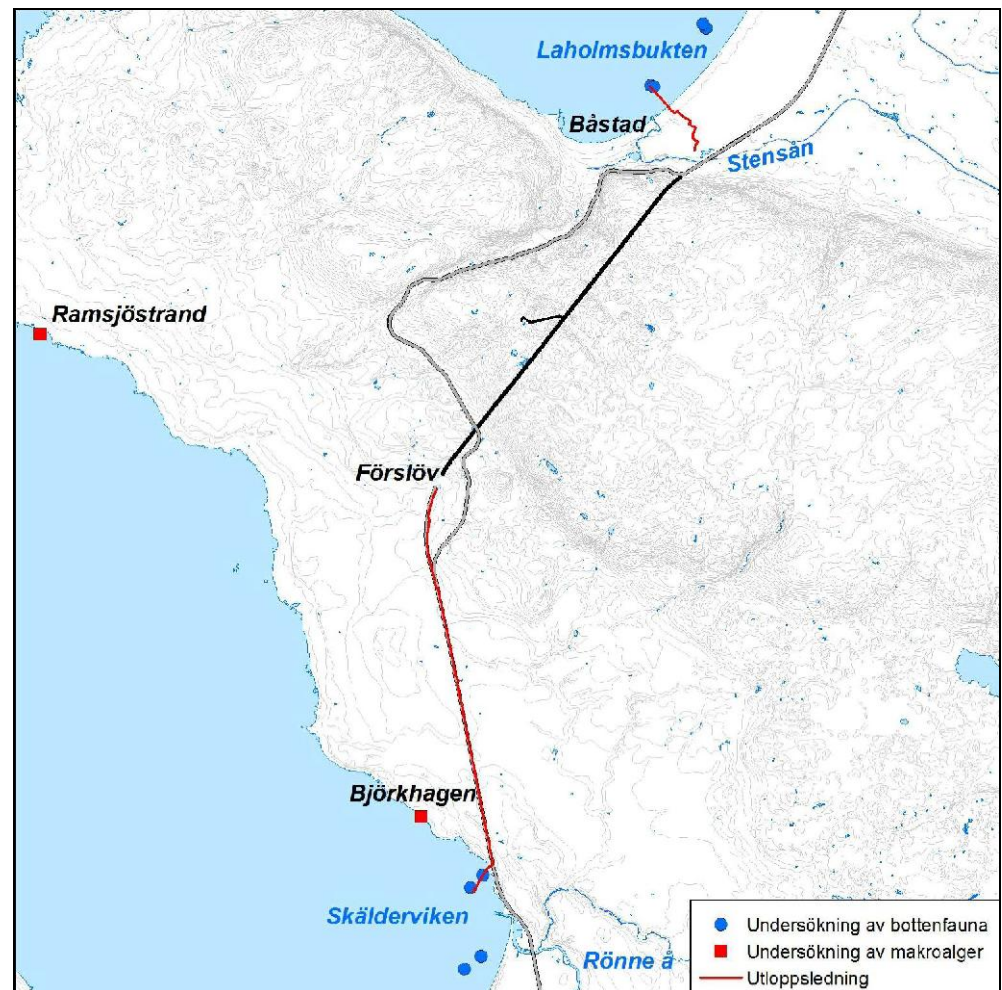 Laholmsbukten
Båstad
Stensån
Ramsjöstrand
Förslöv
Björkhagen
Skälderviken
Rönne å
Undersökning av bottenfauna
Undersökning av makroalger
Utloppsledning